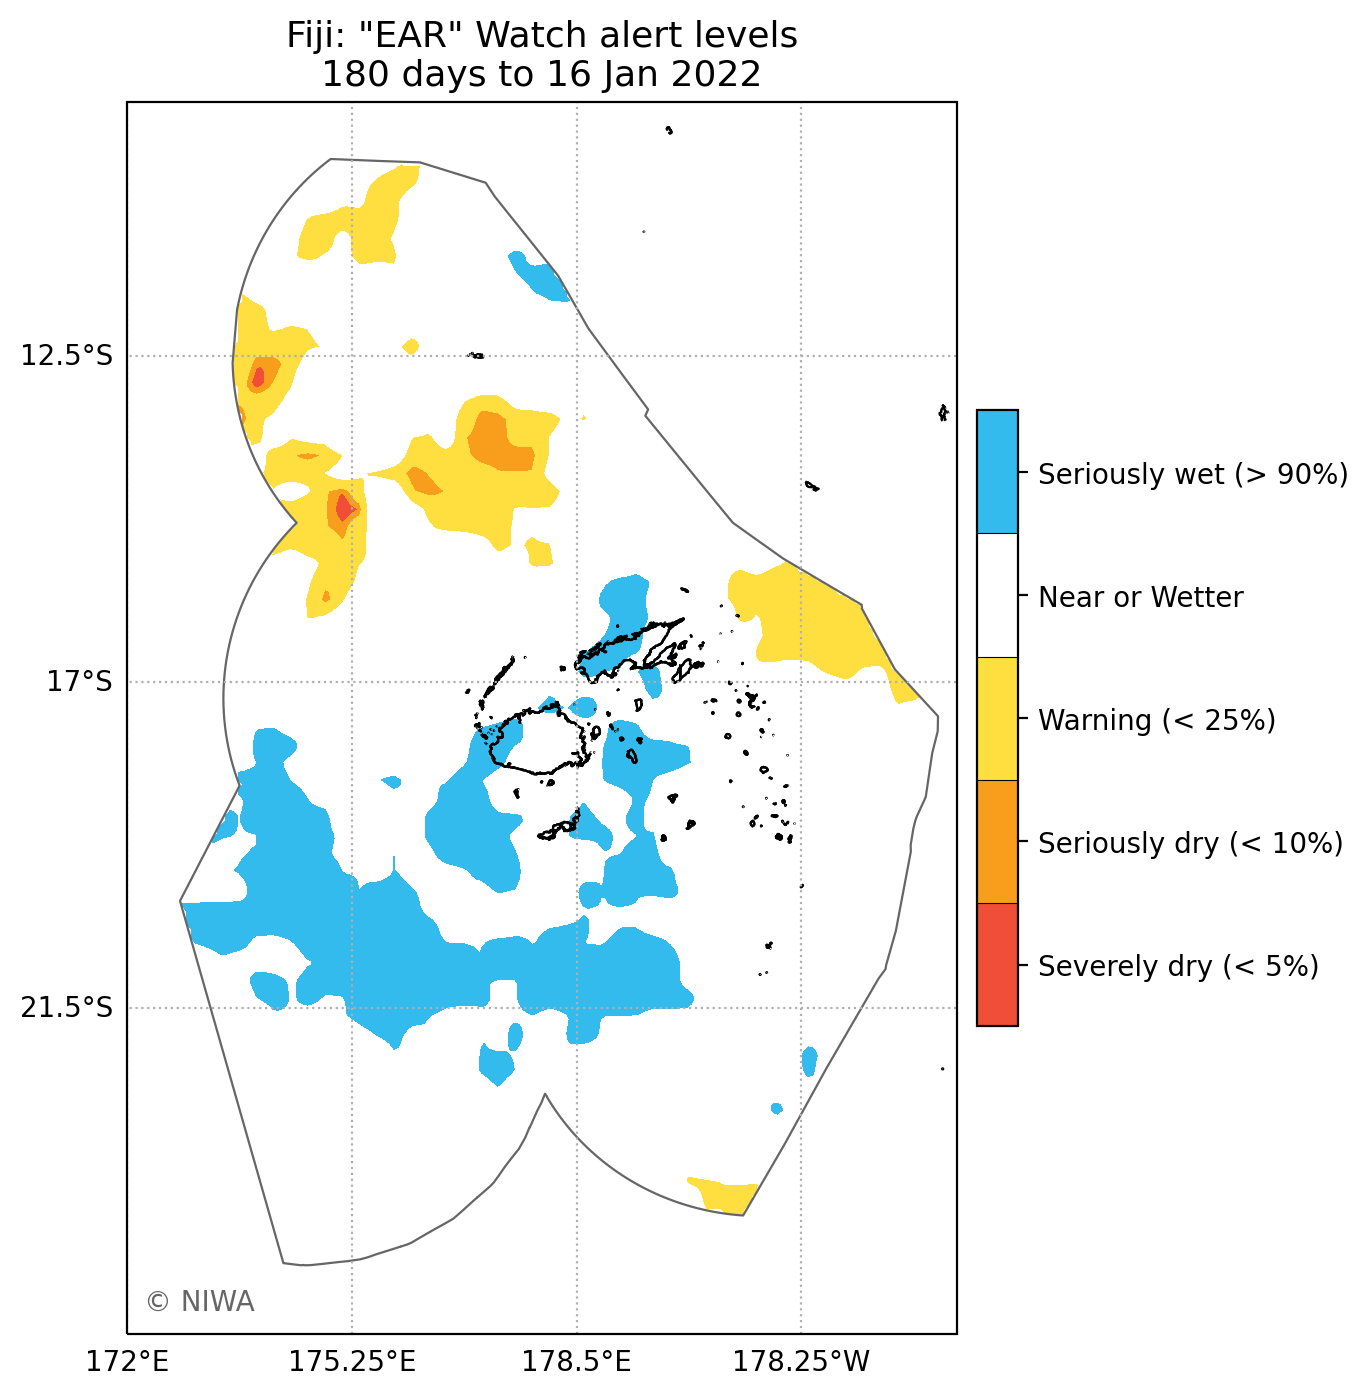 Fiji: "EAR" Watch alert levels
180 days to 16 Jan 2022
12.5°S
17°S
21.5°S
172°E
175.25°E
178.5°E
178.25°W
Seriously wet (> 90%)
Near or Wetter
Warning (< 25%)
Seriously dry (< 10%)
Severely dry (< 5%)
© NIWA